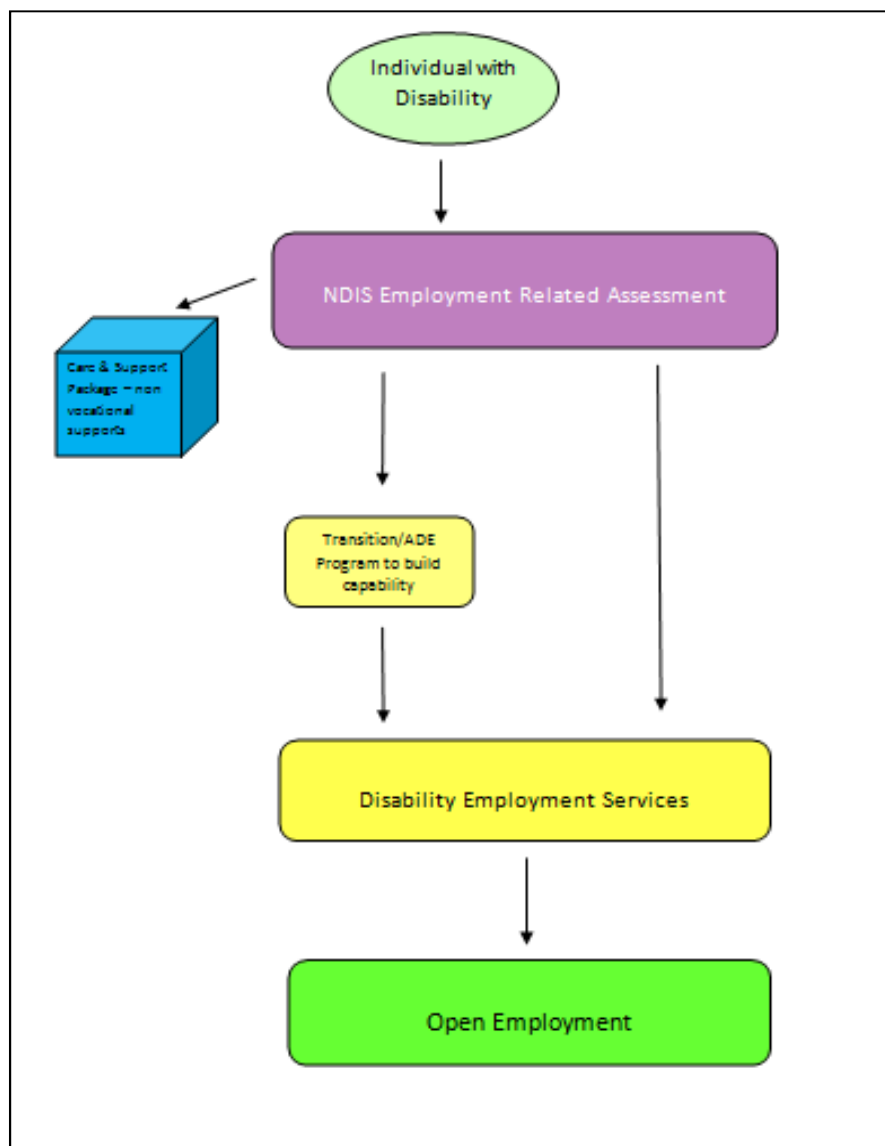 Individual with
Disability
NDIS Employment Related Assessment
Care & Support
Package – non
vocational
supports
Transition/ADE
Program to build
capability
Disability Employment Services
Open Employment